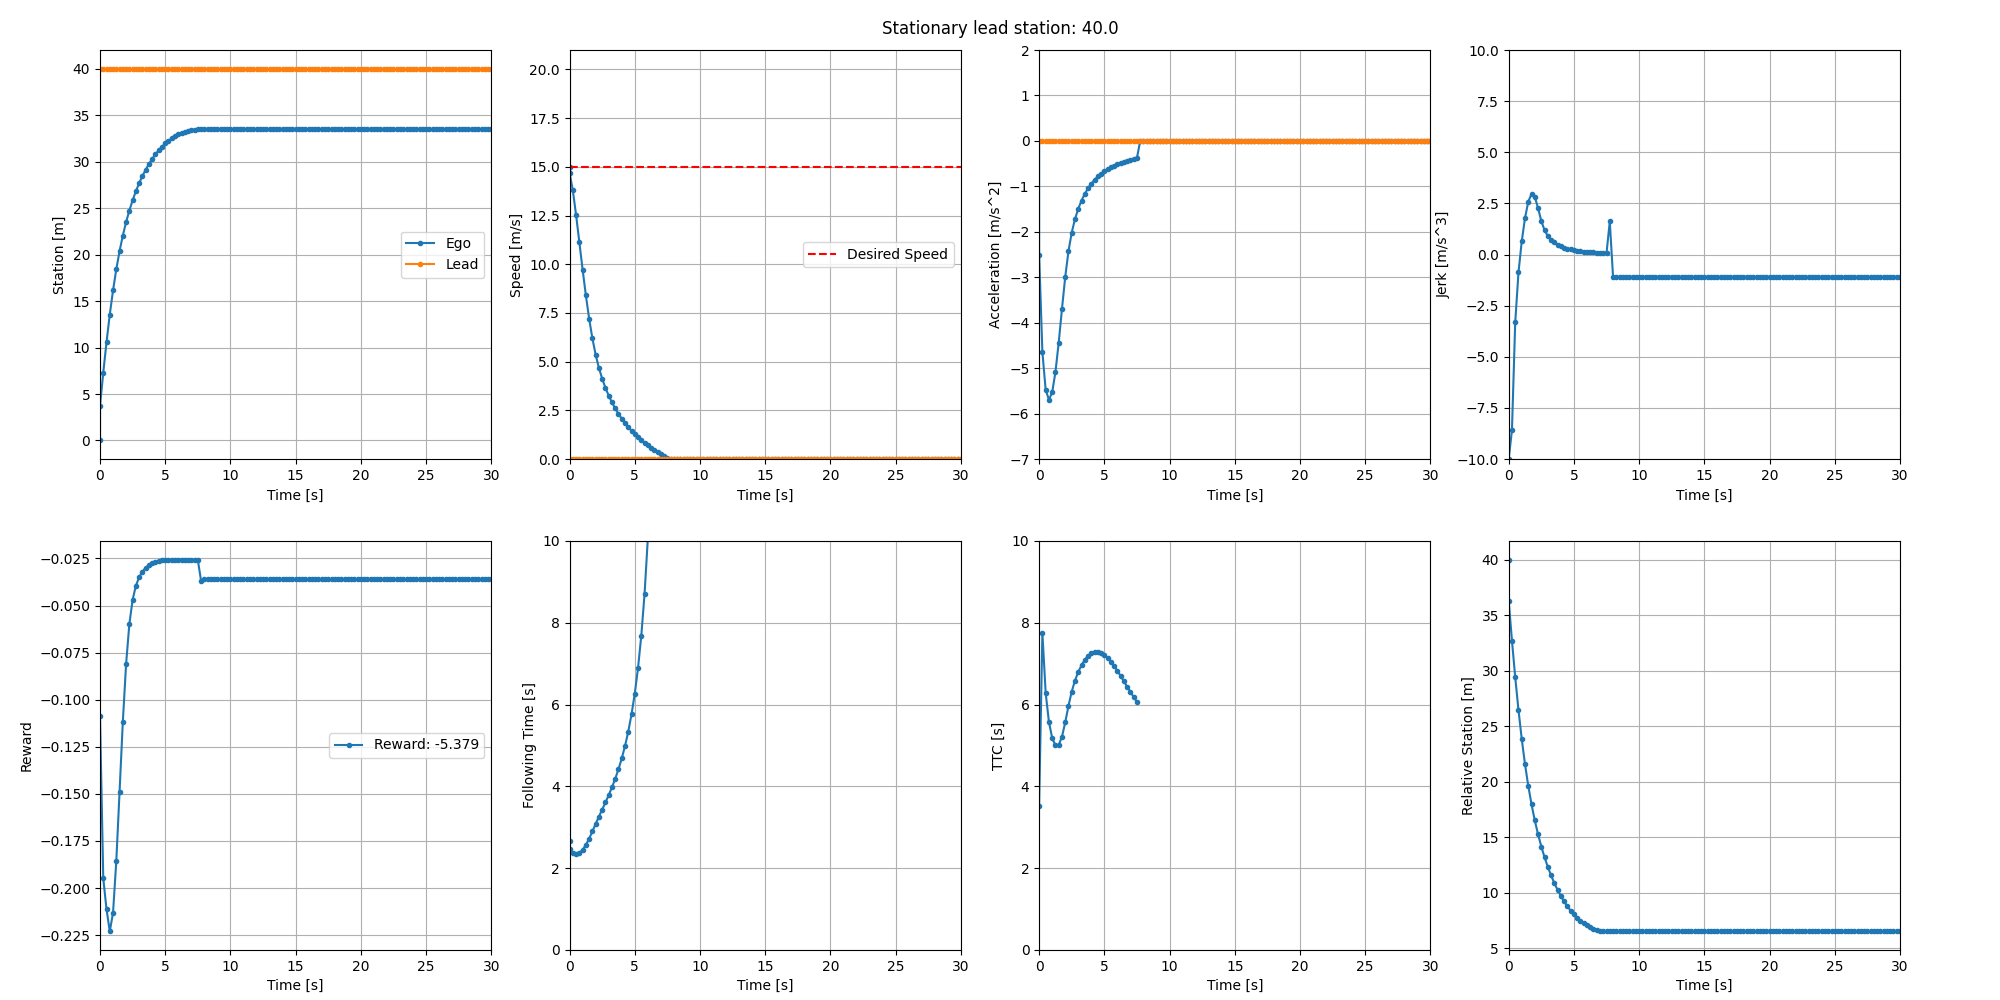 Stationary lead station: 40.0
Station [m]
40
35
30
25
20
15
10
5
0
Ego
Lead
0 5 10 15 20 25 30
Time [s]
Speed [m/s]
20.0
17.5
15.0
12.5
10.0
7.5
5.0
2.5
0.0
Desired Speed
0 5 10 15 20 25 30
Time [s]
Acceleration [m/s^2]
2
1
0
−1
−2
−3
−4
−5
−6
−7
0 5 10 15 20 25 30
Time [s]
Jerk [m/s^3]
10.0
7.5
5.0
2.5
0.0
−2.5
−5.0
−7.5
−10.0
0 5 10 15 20 25 30
Time [s]
Reward
−0.025
−0.050
−0.075
−0.100
−0.125
−0.150
−0.175
−0.200
−0.225
Reward: -5.379
0 5 10 15 20 25 30
Time [s]
Following Time [s]
10
8
6
4
2
0
0 5 10 15 20 25 30
Time [s]
TTC [s]
10
8
6
4
2
0
0 5 10 15 20 25 30
Time [s]
Relative Station [m]
40
35
30
25
20
15
10
5
0 5 10 15 20 25 30
Time [s]